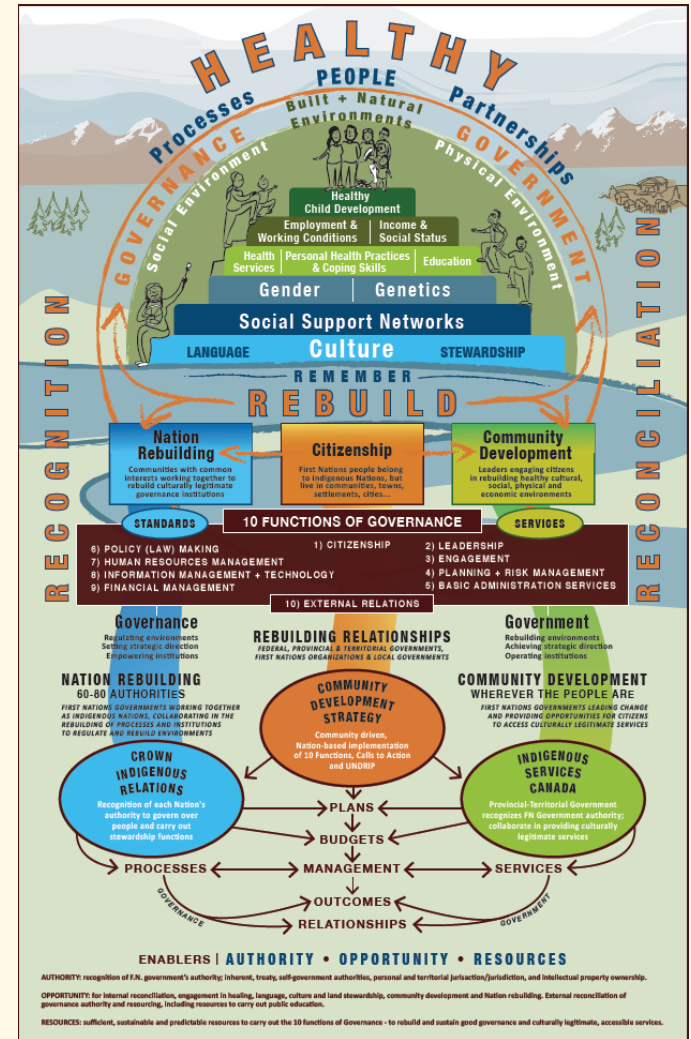 HEALTHY
PEOPLE
Processes
Partnerships
Built + Natural
Environments
GOVERNANCE
GOVERNMENT
Social Environment
Physical Environment
Healthy
Child Development
Employment &
Working Conditions
Income &
Social Status
Health
Services
Personal Health Practices
& Coping Skills
Education
Gender
Genetics
Social Support Networks
LANGUAGE
Culture
STEWARDSHIP
REMEMBER
REBUILD
RECOGNITION
RECONCILIATION
Nation
Rebuilding
Communities with common
interests working together to
rebuild culturally legitimate
governance institutions
Citizenship
First Nations people belong
to indigenous Nations, but
live in communities, towns,
settlements, cities...
Community
Development
Leaders engaging citizens
in rebuilding healthy cultural,
social, physical and
economic environments
STANDARDS
10 FUNCTIONS OF GOVERNANCE
SERVICES
6) POLICY (LAW) MAKING
7) HUMAN RESOURCES MANAGEMENT
8) INFORMATION MANAGEMENT + TECHNOLOGY
9) FINANCIAL MANAGEMENT
1) CITIZENSHIP
2) LEADERSHIP
3) ENGAGEMENT
4) PLANNING + RISK MANAGEMENT
5) BASIC ADMINISTRATION SERVICES
10) EXTERNAL RELATIONS
Governance
Regulating environments
Setting strategic direction
Empowering institutions
REBUILDING RELATIONSHIPS
FEDERAL, PROVINCIAL & TERRITORIAL GOVERNMENTS,
FIRST NATIONS ORGANIZATIONS & LOCAL GOVERNMENTS
Government
Rebuilding environments
Achieving strategic direction
Operating institutions
NATION REBUILDING
60-80 AUTHORITIES
FIRST NATIONS GOVERNMENTS WORKING TOGETHER
AS INDIGENOUS NATIONS, COLLABORATING IN THE
REBUILDING OF PROCESSES AND INSTITUTIONS
TO REGULATE AND REBUILD ENVIRONMENTS
COMMUNITY
DEVELOPMENT
STRATEGY
Community driven,
Nation-based implementation
of 10 Functions, Calls to Action
and UNDRIP
COMMUNITY DEVELOPMENT
WHEREVER THE PEOPLE ARE
FIRST NATIONS GOVERNMENTS LEADING CHANGE
AND PROVIDING OPPORTUNITIES FOR CITIZENS
TO ACCESS CULTURALLY LEGITIMATE SERVICES
CROWN
INDIGENOUS
RELATIONS
Recognition of each Nation's
authority to govern over
people and carry out
stewardship functions
INDIGENOUS
SERVICES
CANADA
Provincial-Territorial Government
recognizes FN Government authority;
collaborate in providing culturally
legitimate services
PLANS
BUDGETS
PROCESSES
MANAGEMENT
SERVICES
OUTCOMES
RELATIONSHIPS
GOVERNANCE
GOVERNMENT
ENABLERS | AUTHORITY • OPPORTUNITY • RESOURCES
AUTHORITY: recognition of F.N. government's authority; inherent, treaty, self-government authorities, personal and territorial jurisaction/jurisdiction, and intellectual property ownership.
OPPORTUNITY: for internal reconciliation, engagement in healing, language, culture and land stewardship, community development and Nation rebuilding. External reconciliation of
governance authority and resourcing, including resources to carry out public education.
RESOURCES: sufficient, sustainable and predictable resources to carry out the 10 functions of Governance - to rebuild and sustain good governance and culturally legitimate, accessible services.